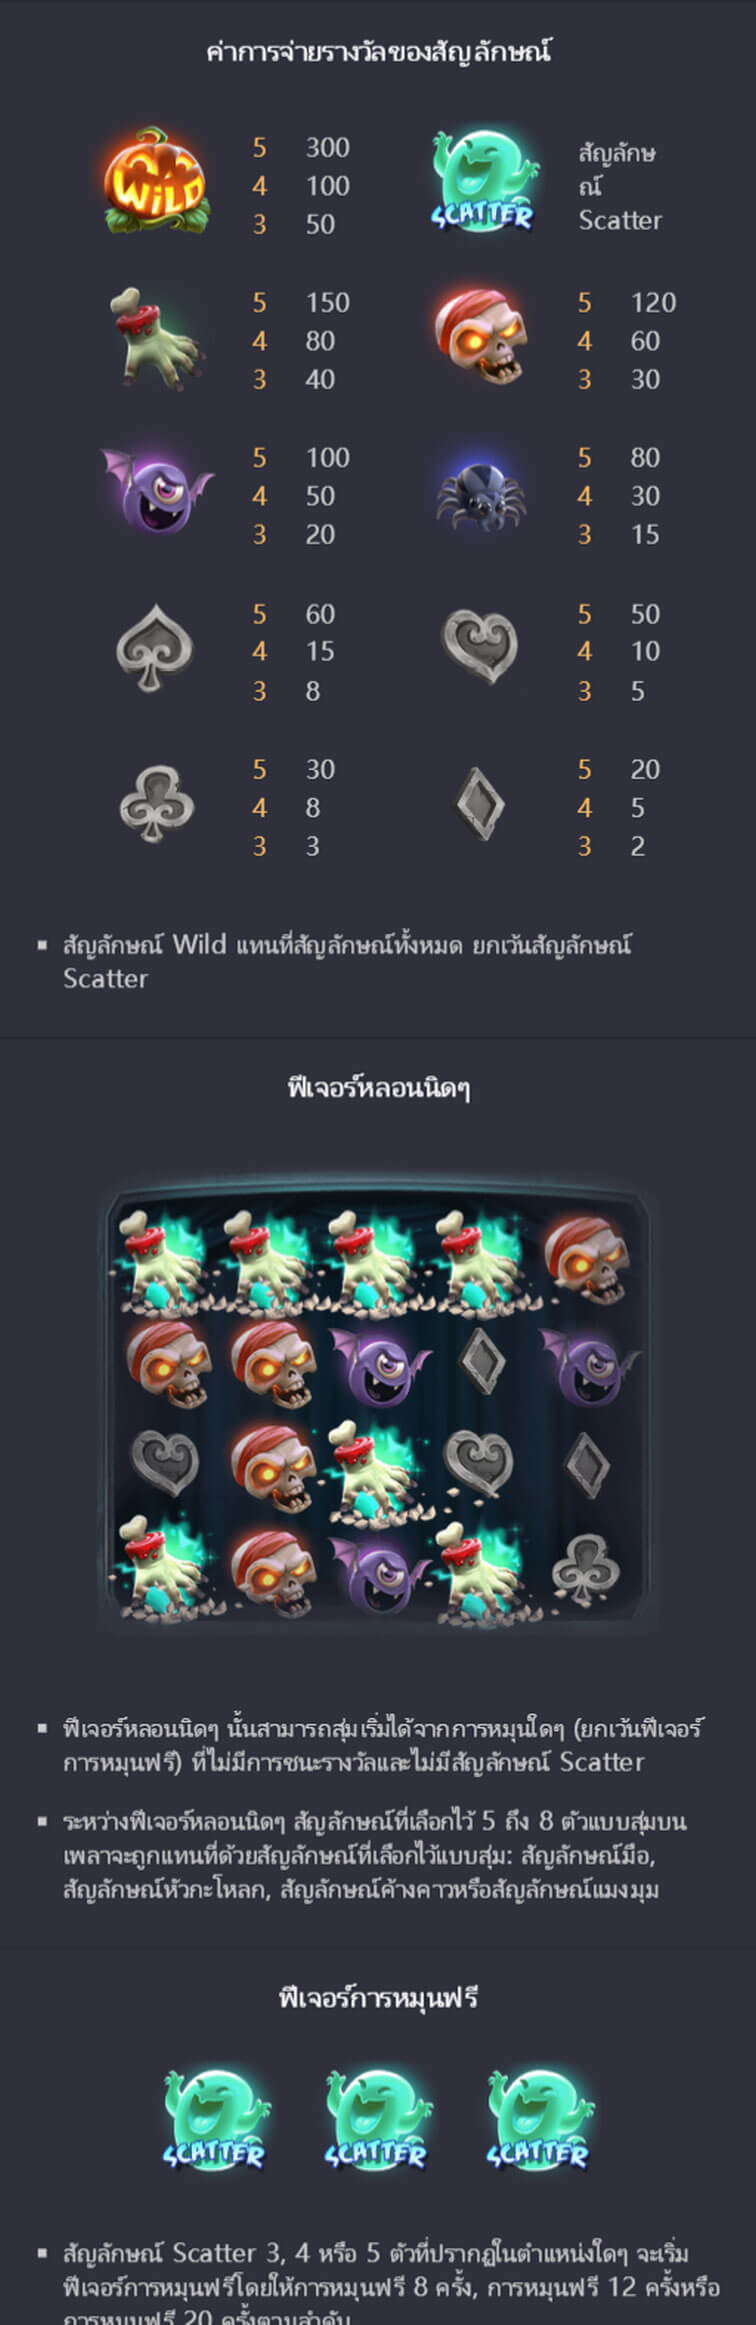 ค่าการจ่ายรางวัลของสัญลักษณ์
WILD
5 300
4 100
3 50
SCATTER
สัญลักษ
ณ์
Scatter
5 150
4 80
3 40
5 120
4 60
3 30
5 100
4 50
3 20
5 80
4 30
3 15
5 60
4 15
3 8
5 50
4 10
3 5
5 30
4 8
3 3
5 20
4 5
3 2
▪ สัญลักษณ์ Wild แทนที่สัญลักษณ์ทั้งหมด ยกเว้นสัญลักษณ์
Scatter
ฟีเจอร์หลอนนิดๆ
▪ ฟีเจอร์หลอนนิดๆ นั้นสามารถสุ่มเริ่มได้จากการหมุนใดๆ (ยกเว้นฟีเจอร์
การหมุนฟรี) ที่ไม่มีการชนะรางวัลและไม่มีสัญลักษณ์ Scatter
▪ ระหว่างฟีเจอร์หลอนนิดๆ สัญลักษณ์ที่เลือกไว้ 5 ถึง 8 ตัวแบบสุ่มบน
เพลาจะถูกแทนที่ด้วยสัญลักษณ์ที่เลือกไว้แบบสุ่ม: สัญลักษณ์มือ,
สัญลักษณ์หัวกะโหลก, สัญลักษณ์ค้างคาวหรือสัญลักษณ์แมงมุม
ฟีเจอร์การหมุนฟรี
SCATTER SCATTER SCATTER
▪ สัญลักษณ์ Scatter 3, 4 หรือ 5 ตัวที่ปรากฏในตำแหน่งใดๆ จะเริ่ม
ฟีเจอร์การหมุนฟรีโดยให้การหมุนฟรี 8 ครั้ง, การหมุนฟรี 12 ครั้งหรือ
การหมุนฟรี 20 ครั้งตามลำดับ